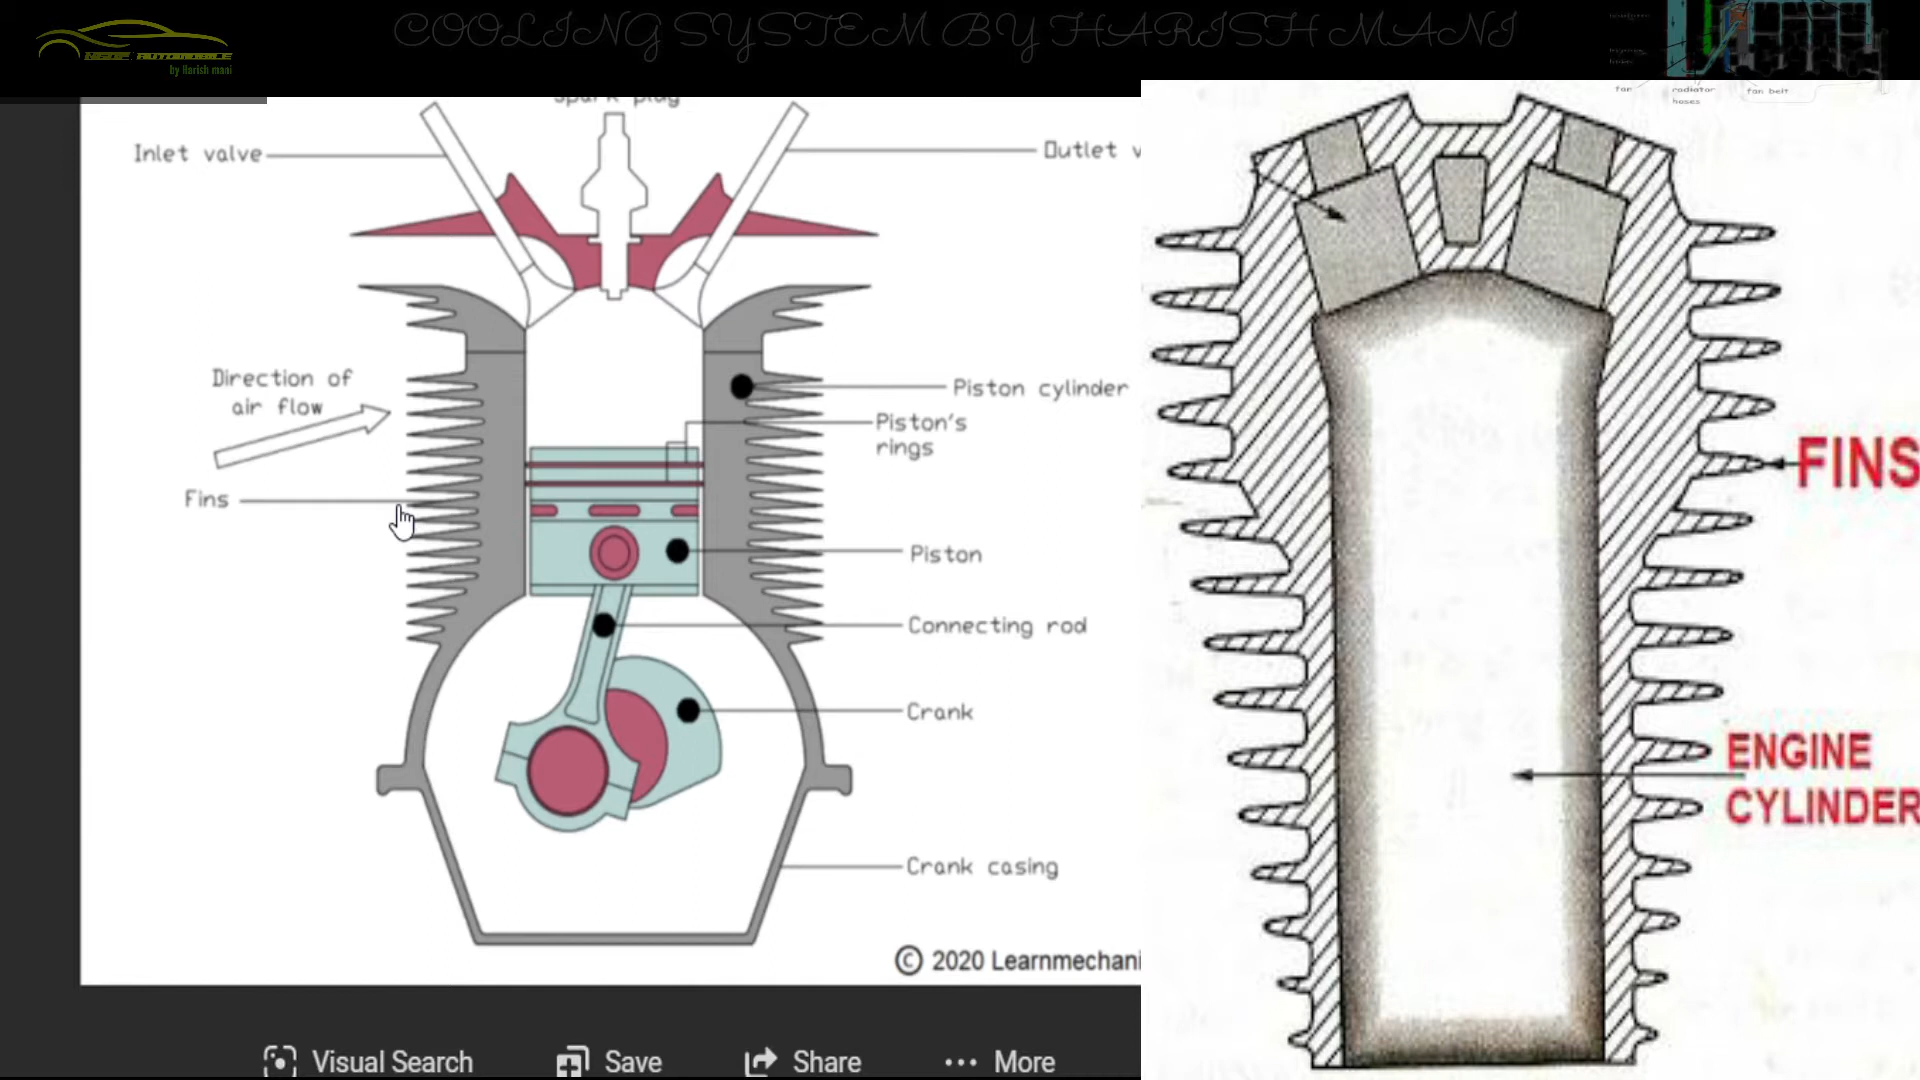 COOLING SYSTEM BY HARISH MANI
by Harish mani
fan
radiator
hoses
fan belt
Spark plug
Inlet valve
Outlet v
Direction of
air flow
Piston cylinder
Piston's
rings
Fins
Piston
Connecting rod
Crank
Crank casing
© 2020 Learnmechani
FINS
ENGINE
CYLINDER
Visual Search
Save
Share
More